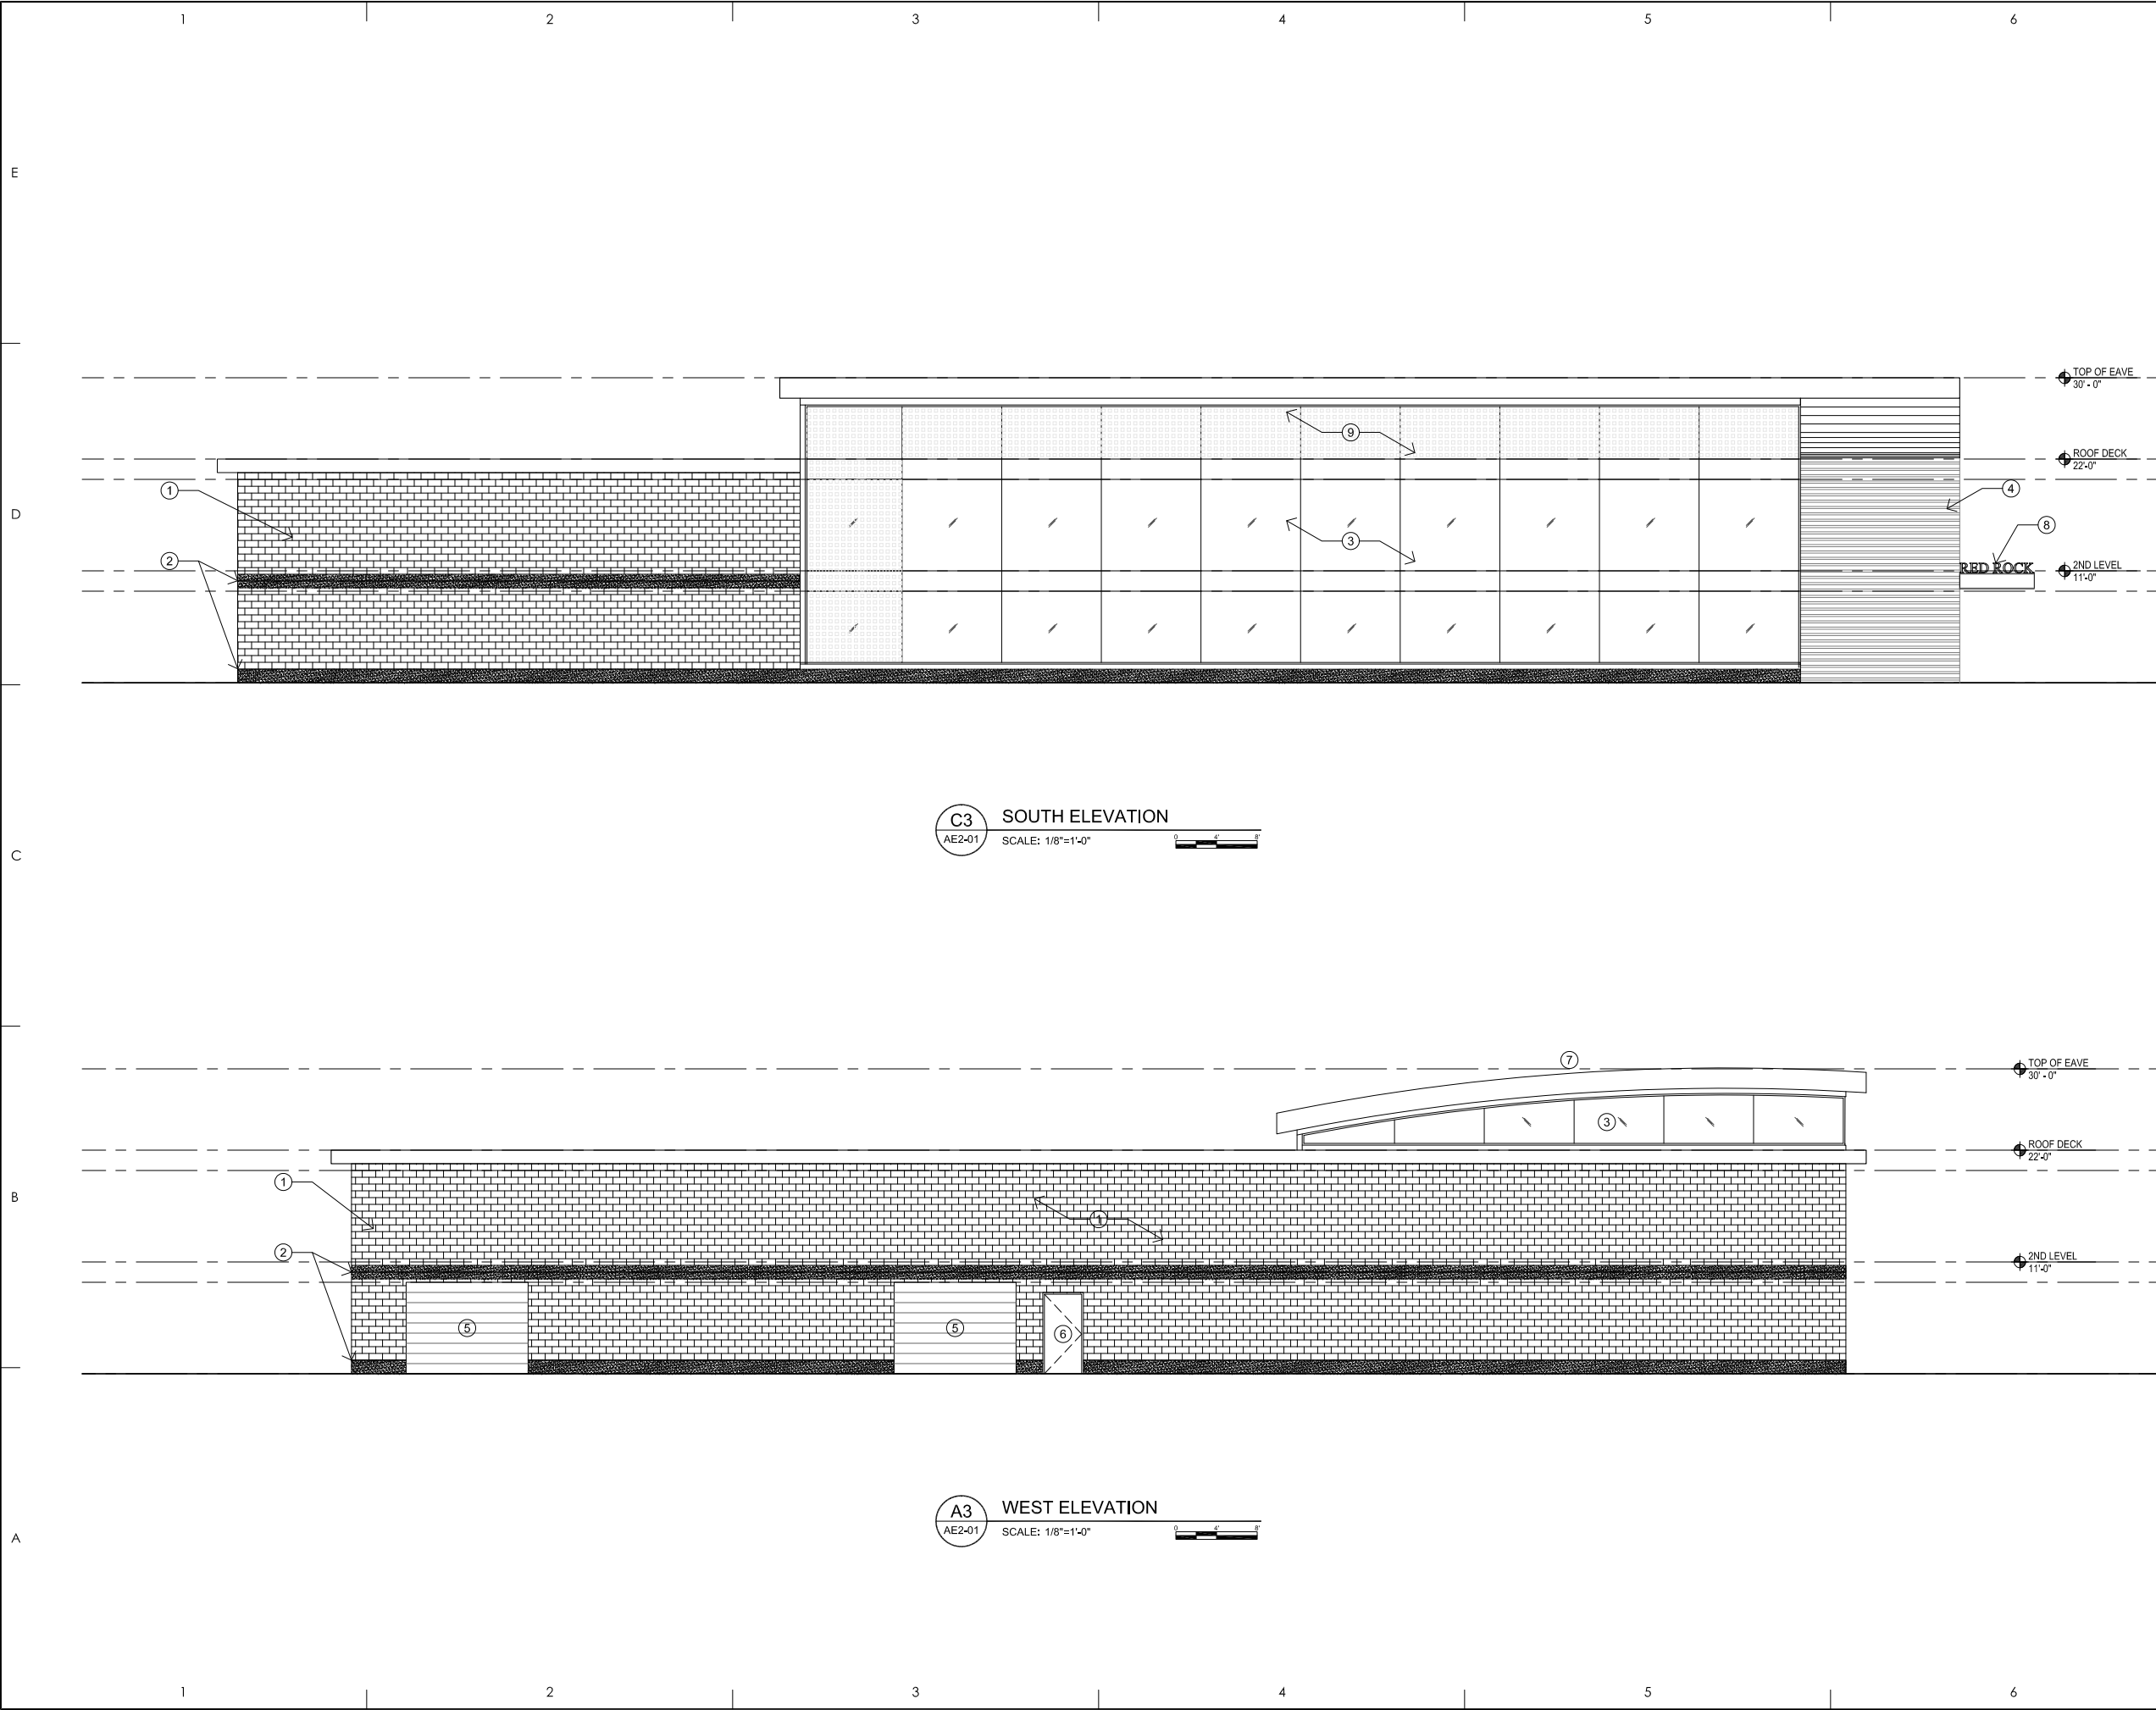 1 2 3 4 5 6
E
TOP OF EAVE
30' - 0"
9
ROOF DECK
22'-0"
1
4
D
8
2
3
RED ROCK
2ND LEVEL
11'-0"
C3
SOUTH ELEVATION
AE2-01
SCALE: 1/8"=1'-0"
0 4' 8'
C
7
TOP OF EAVE
30' - 0"
3
ROOF DECK
22'-0"
1
B
1
2
2ND LEVEL
11'-0"
5
5
6
A3
WEST ELEVATION
AE2-01
SCALE: 1/8"=1'-0"
0 4' 8'
A
1 2 3 4 5 6